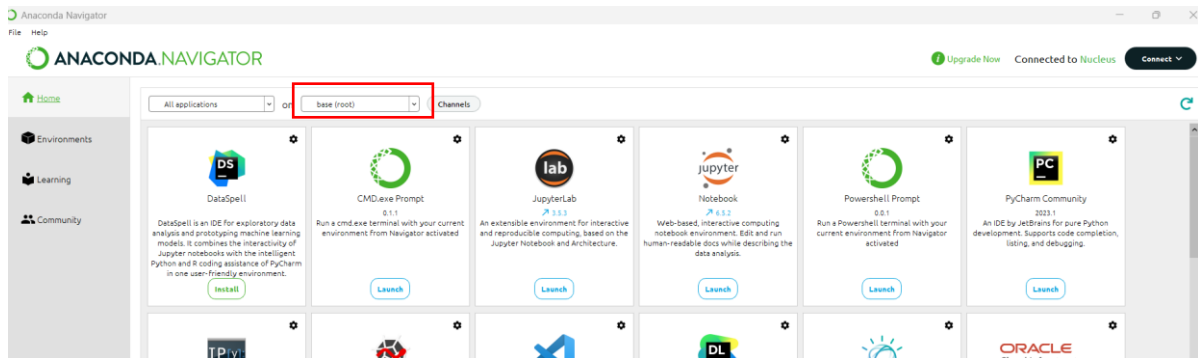 Anaconda Navigator
File Help
ANACONDA.NAVIGATOR
Upgrade Now Connected to Nucleus Connect
Home
All applications on base (root) Channels
Environments
Learning
Community
DS
DataSpell
DataSpell is an IDE for exploratory data
analysis and prototyping machine learning
models. It combines the interactivity of
Jupyter notebooks with the intelligent
Python and R coding assistance of PyCharm
in one user-friendly environment.
Install
CMD.exe Prompt
0.1.1
Run a cmd.exe terminal with your current
environment from Navigator activated
Launch
lab
JupyterLab
3.5.3
An extensible environment for interactive
and reproducible computing, based on the
Jupyter Notebook and Architecture.
Launch
jupyter
Notebook
6.5.2
Web-based, interactive computing
notebook environment. Edit and run
human-readable docs while describing the
data analysis.
Launch
Powershell Prompt
0.0.1
Run a Powershell terminal with your
current environment from Navigator
activated
Launch
PC
PyCharm Community
2023.1
An IDE by JetBrains for pure Python
development. Supports code completion,
listing, and debugging.
Launch
IP[y]:
DL
ORACLE